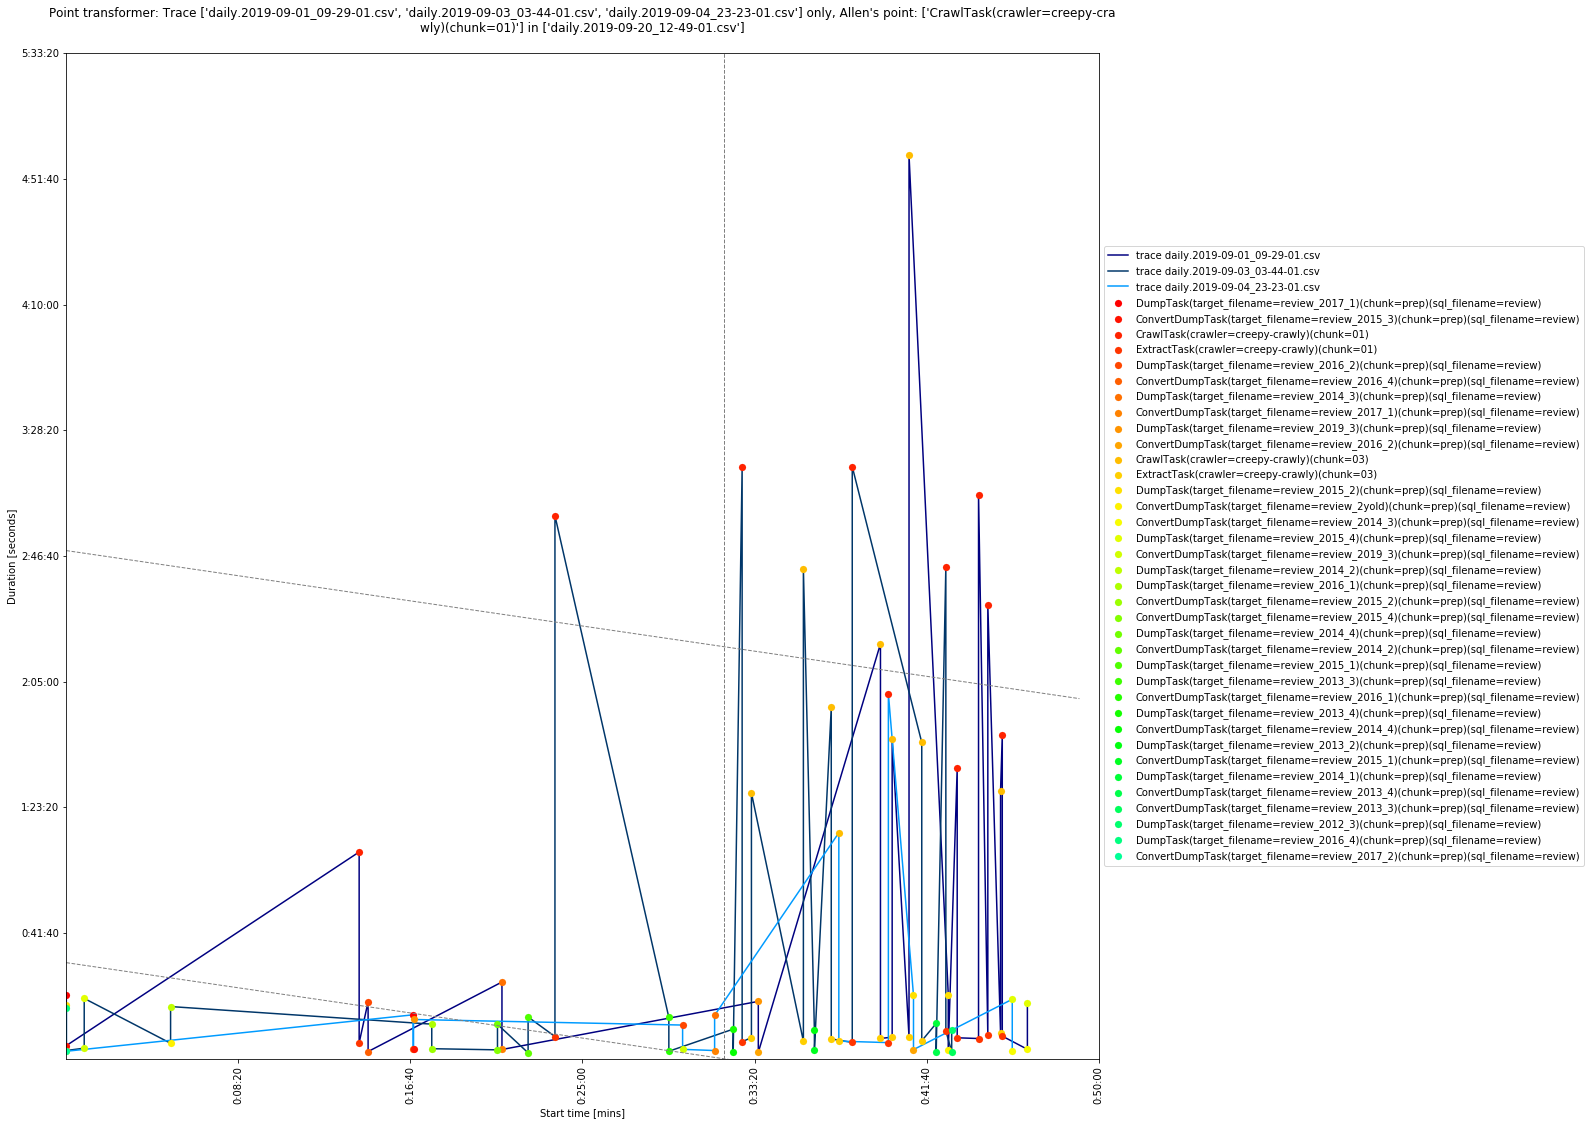 Point transformer: Trace ['daily.2019-09-01_09-29-01.csv', 'daily.2019-09-03_03-44-01.csv', 'daily.2019-09-04_23-23-01.csv'] only, Allen's point: ['CrawlTask(crawler=creepy-cra
wly)(chunk=01)'] in ['daily.2019-09-20_12-49-01.csv']
5:33:20
4:51:40
4:10:00
3:28:20
2:46:40
2:05:00
1:23:20
0:41:40
Duration [seconds]
0:08:20
0:16:40
0:25:00
0:33:20
0:41:40
0:50:00
Start time [mins]
trace daily.2019-09-01_09-29-01.csv
trace daily.2019-09-03_03-44-01.csv
trace daily.2019-09-04_23-23-01.csv
DumpTask(target_filename=review_2017_1)(chunk=prep)(sql_filename=review)
ConvertDumpTask(target_filename=review_2015_3)(chunk=prep)(sql_filename=review)
CrawlTask(crawler=creepy-crawly)(chunk=01)
ExtractTask(crawler=creepy-crawly)(chunk=01)
DumpTask(target_filename=review_2016_2)(chunk=prep)(sql_filename=review)
ConvertDumpTask(target_filename=review_2016_4)(chunk=prep)(sql_filename=review)
DumpTask(target_filename=review_2014_3)(chunk=prep)(sql_filename=review)
ConvertDumpTask(target_filename=review_2017_1)(chunk=prep)(sql_filename=review)
DumpTask(target_filename=review_2019_3)(chunk=prep)(sql_filename=review)
ConvertDumpTask(target_filename=review_2016_2)(chunk=prep)(sql_filename=review)
CrawlTask(crawler=creepy-crawly)(chunk=03)
ExtractTask(crawler=creepy-crawly)(chunk=03)
DumpTask(target_filename=review_2015_2)(chunk=prep)(sql_filename=review)
ConvertDumpTask(target_filename=review_2yold)(chunk=prep)(sql_filename=review)
ConvertDumpTask(target_filename=review_2014_3)(chunk=prep)(sql_filename=review)
DumpTask(target_filename=review_2015_4)(chunk=prep)(sql_filename=review)
ConvertDumpTask(target_filename=review_2019_3)(chunk=prep)(sql_filename=review)
DumpTask(target_filename=review_2014_2)(chunk=prep)(sql_filename=review)
DumpTask(target_filename=review_2016_1)(chunk=prep)(sql_filename=review)
ConvertDumpTask(target_filename=review_2015_2)(chunk=prep)(sql_filename=review)
ConvertDumpTask(target_filename=review_2015_4)(chunk=prep)(sql_filename=review)
DumpTask(target_filename=review_2014_4)(chunk=prep)(sql_filename=review)
ConvertDumpTask(target_filename=review_2014_2)(chunk=prep)(sql_filename=review)
DumpTask(target_filename=review_2015_1)(chunk=prep)(sql_filename=review)
DumpTask(target_filename=review_2013_3)(chunk=prep)(sql_filename=review)
ConvertDumpTask(target_filename=review_2016_1)(chunk=prep)(sql_filename=review)
DumpTask(target_filename=review_2013_4)(chunk=prep)(sql_filename=review)
ConvertDumpTask(target_filename=review_2014_4)(chunk=prep)(sql_filename=review)
DumpTask(target_filename=review_2013_2)(chunk=prep)(sql_filename=review)
ConvertDumpTask(target_filename=review_2015_1)(chunk=prep)(sql_filename=review)
DumpTask(target_filename=review_2014_1)(chunk=prep)(sql_filename=review)
ConvertDumpTask(target_filename=review_2013_4)(chunk=prep)(sql_filename=review)
ConvertDumpTask(target_filename=review_2013_3)(chunk=prep)(sql_filename=review)
DumpTask(target_filename=review_2012_3)(chunk=prep)(sql_filename=review)
DumpTask(target_filename=review_2016_4)(chunk=prep)(sql_filename=review)
ConvertDumpTask(target_filename=review_2017_2)(chunk=prep)(sql_filename=review)